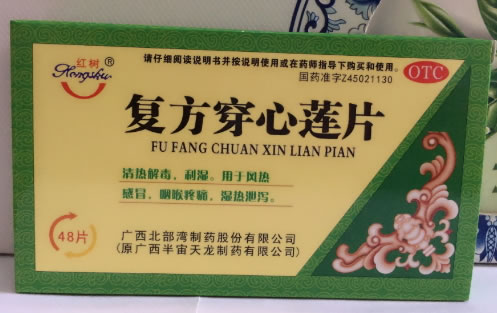 红树®
Hongshu
请仔细阅读说明书并按说明使用或在药师指导下购买和使用。
国药准字Z45021130
OTC
复方穿心莲片
FU FANG CHUAN XIN LIAN PIAN
清热解毒，利湿。用于风热
感冒，咽喉疼痛，湿热泄泻。
48片
广西北部湾制药股份有限公司
(原广西半宙天龙制药有限公司)